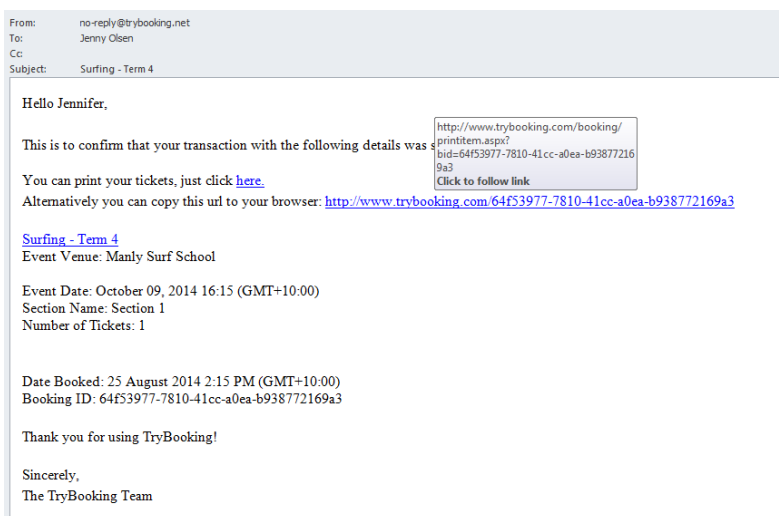 From: no-reply@trybooking.net
To: Jenny Olsen
Cc:
Subject: Surfing - Term 4
Hello Jennifer,
This is to confirm that your transaction with the following details was s
http://www.trybooking.com/booking/
printitem.aspx?
bid=64f53977-7810-41cc-a0ea-b93877216
9a3
Click to follow link
You can print your tickets, just click here.
Alternatively you can copy this url to your browser: http://www.trybooking.com/64f53977-7810-41cc-a0ea-b938772169a3
Surfing - Term 4
Event Venue: Manly Surf School
Event Date: October 09, 2014 16:15 (GMT+10:00)
Section Name: Section 1
Number of Tickets: 1
Date Booked: 25 August 2014 2:15 PM (GMT+10:00)
Booking ID: 64f53977-7810-41cc-a0ea-b938772169a3
Thank you for using TryBooking!
Sincerely,
The TryBooking Team